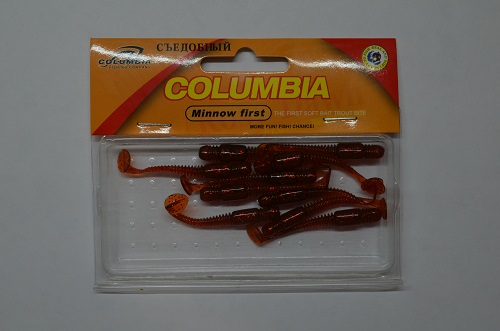 СЪЕДОБНЫЙ
COLUMBIA
COLUMBIA
Minnow first
THE FIRST SOFT BAIT TROUT BITE
MORE FUN! FISH! CHANCE!